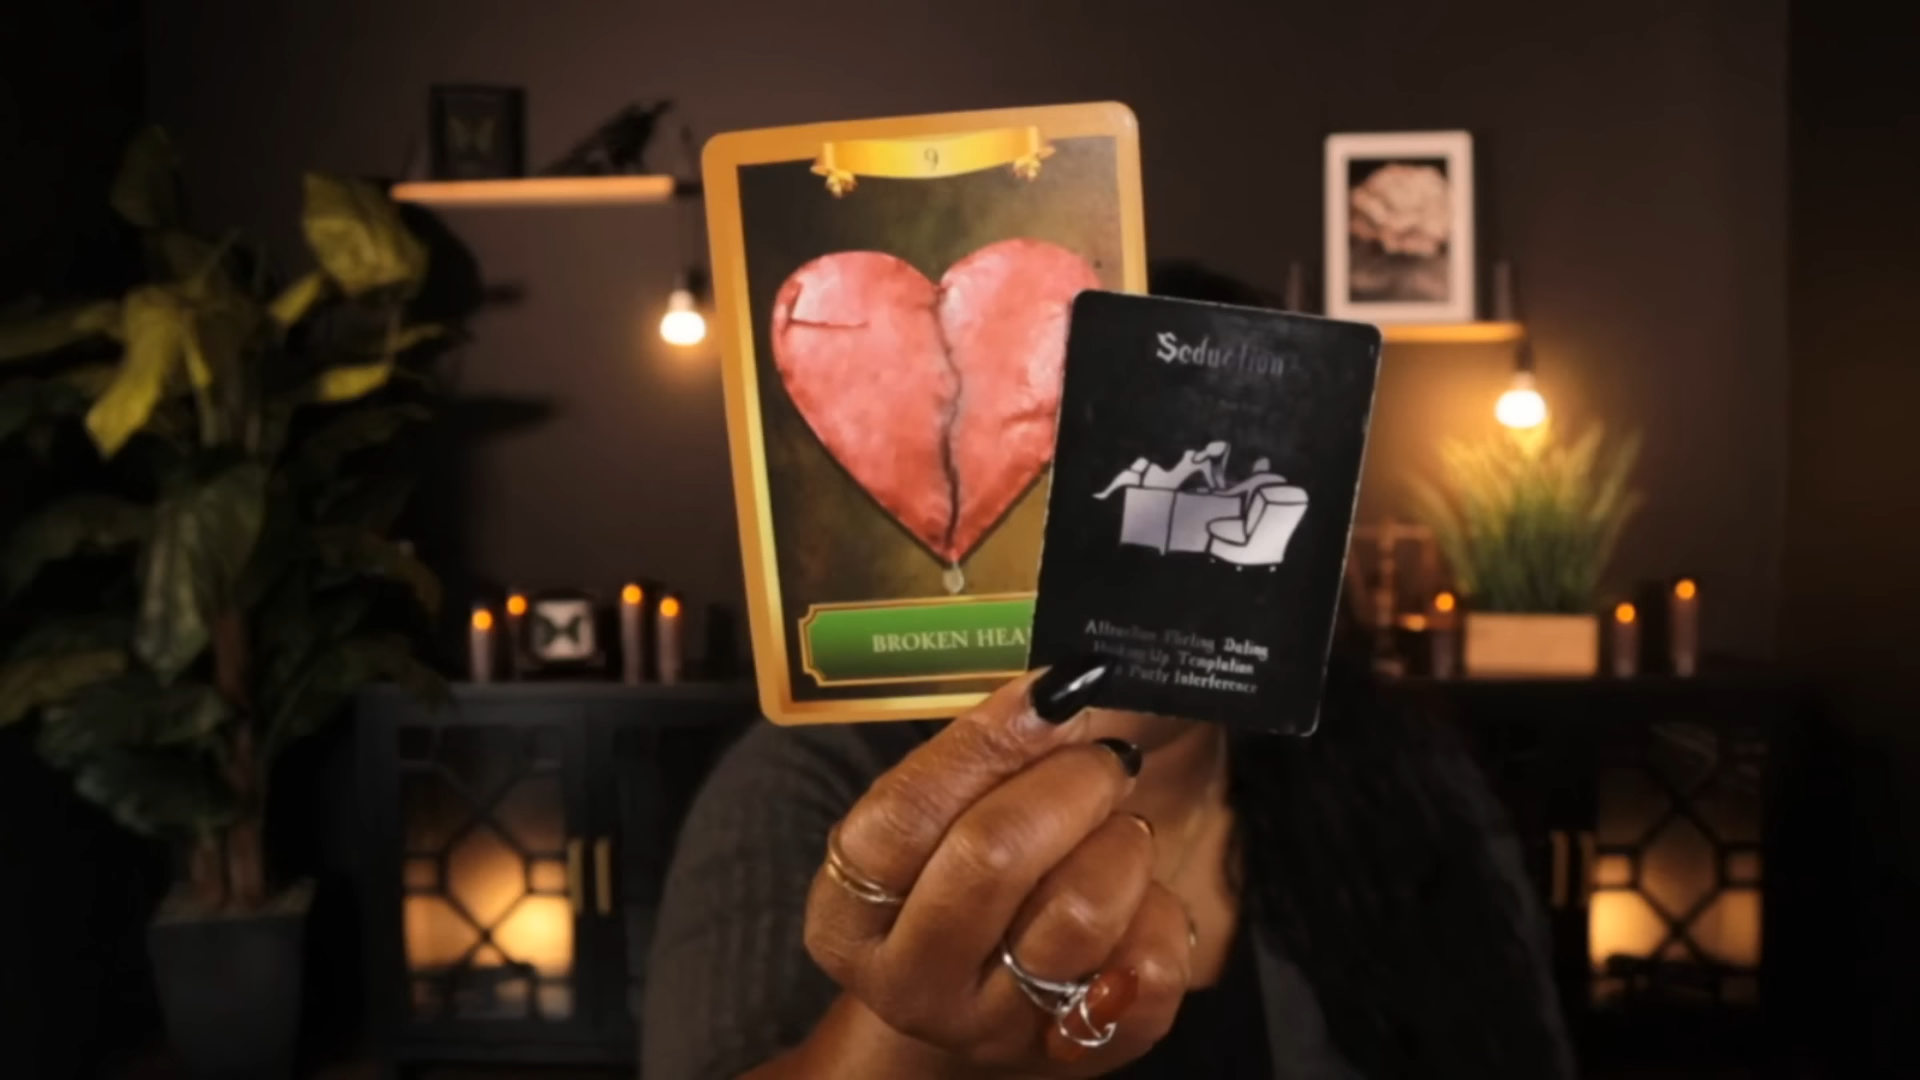 9
BROKEN HEA
Seduction
Attraction Flirting Dating
Hooking Up Temptation
Party Interference